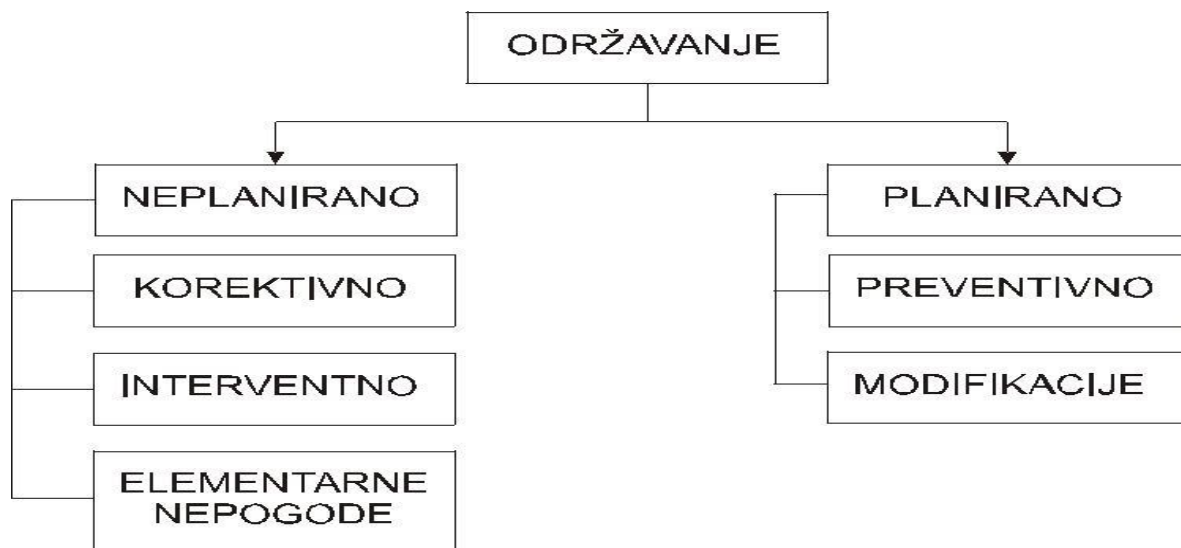 ODRŽAVANJE
NEPLANIRANO
KOREKTIVNO
INTERVENTNO
ELEMENTARNE
NEPOGODE
PLANIRANO
PREVENTIVNO
MODIFIKACIJE